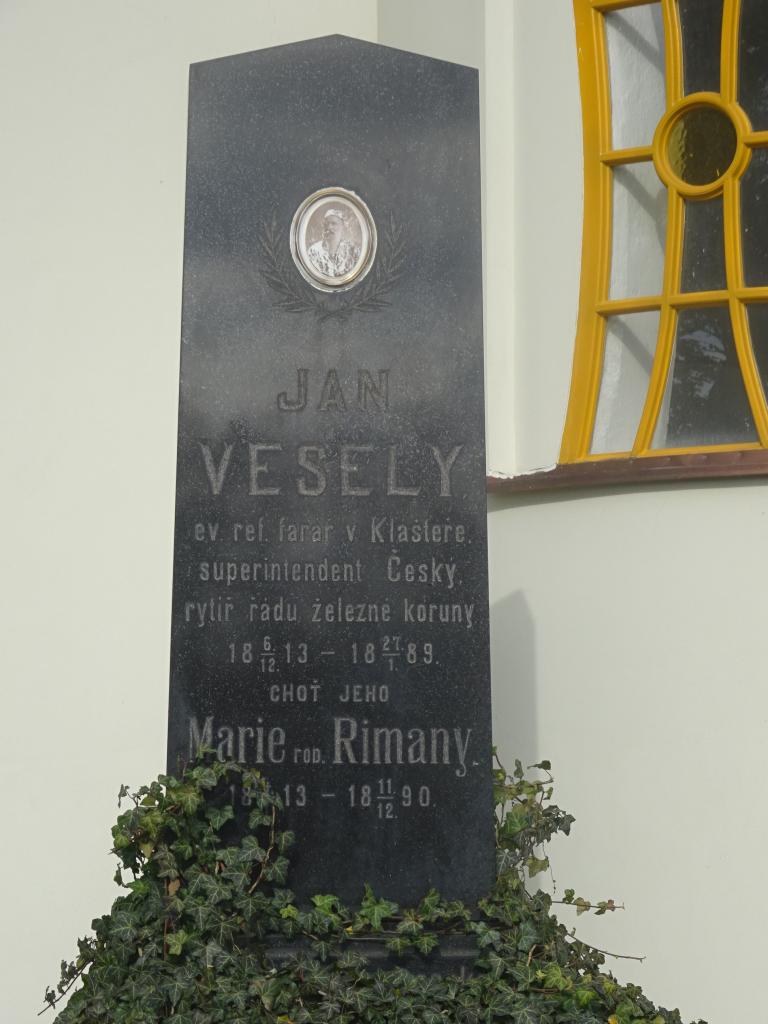 JAN
VESELY
ev. ref. farař v Klášteře,
superintendent Český,
rytíř řádu železné koruny
18 6/12. 13 – 18 27./1. 89.
CHOŤ JEHO
Marie rod. Rimany,
13 – 18 11/12. 90.